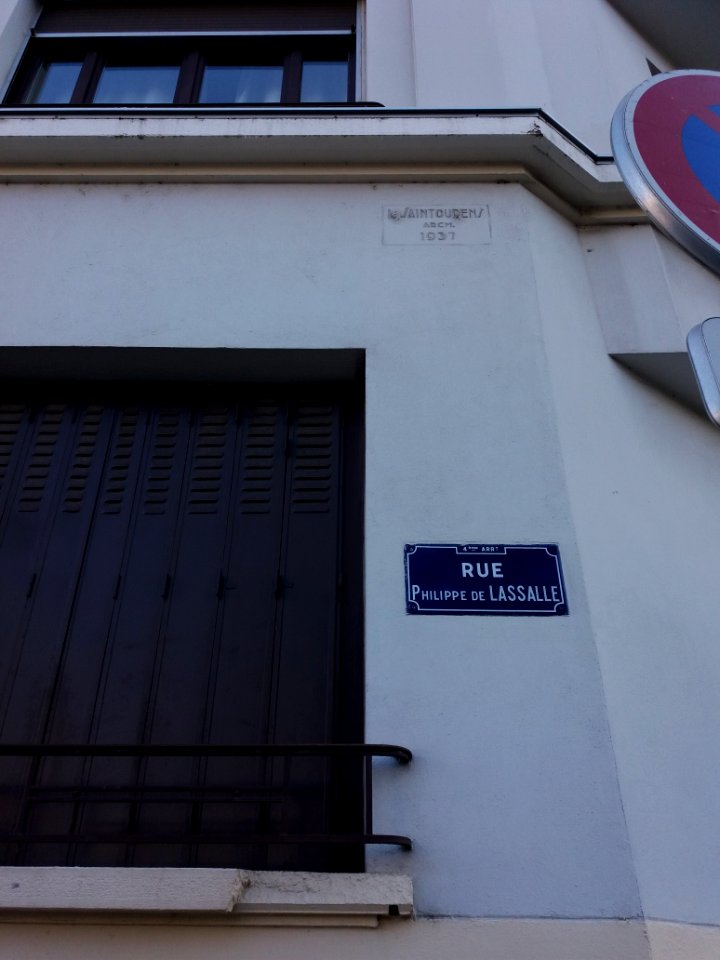 SAINTOURENS
ARCH.
1937
4ÈME ARRT
RUE
PHILIPPE DE LASSALLE